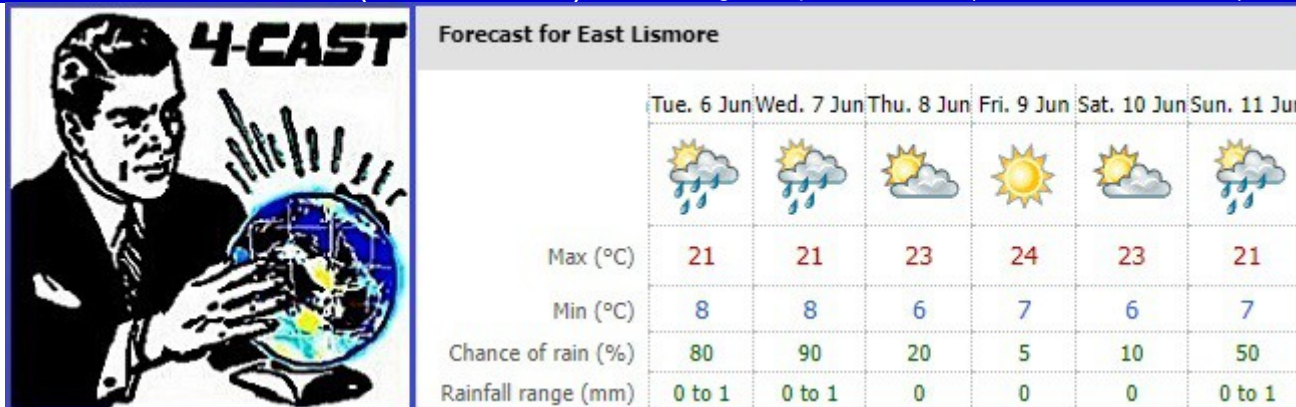 4-CAST
Forecast for East Lismore
Tue. 6 Jun Wed. 7 Jun Thu. 8 Jun Fri. 9 Jun Sat. 10 Jun Sun. 11 Jun
Max (°C) 21 21 23 24 23 21
Min (°C) 8 8 6 7 6 7
Chance of rain (%) 80 90 20 5 10 50
Rainfall range (mm) 0 to 1 0 to 1 0 0 0 0 to 1